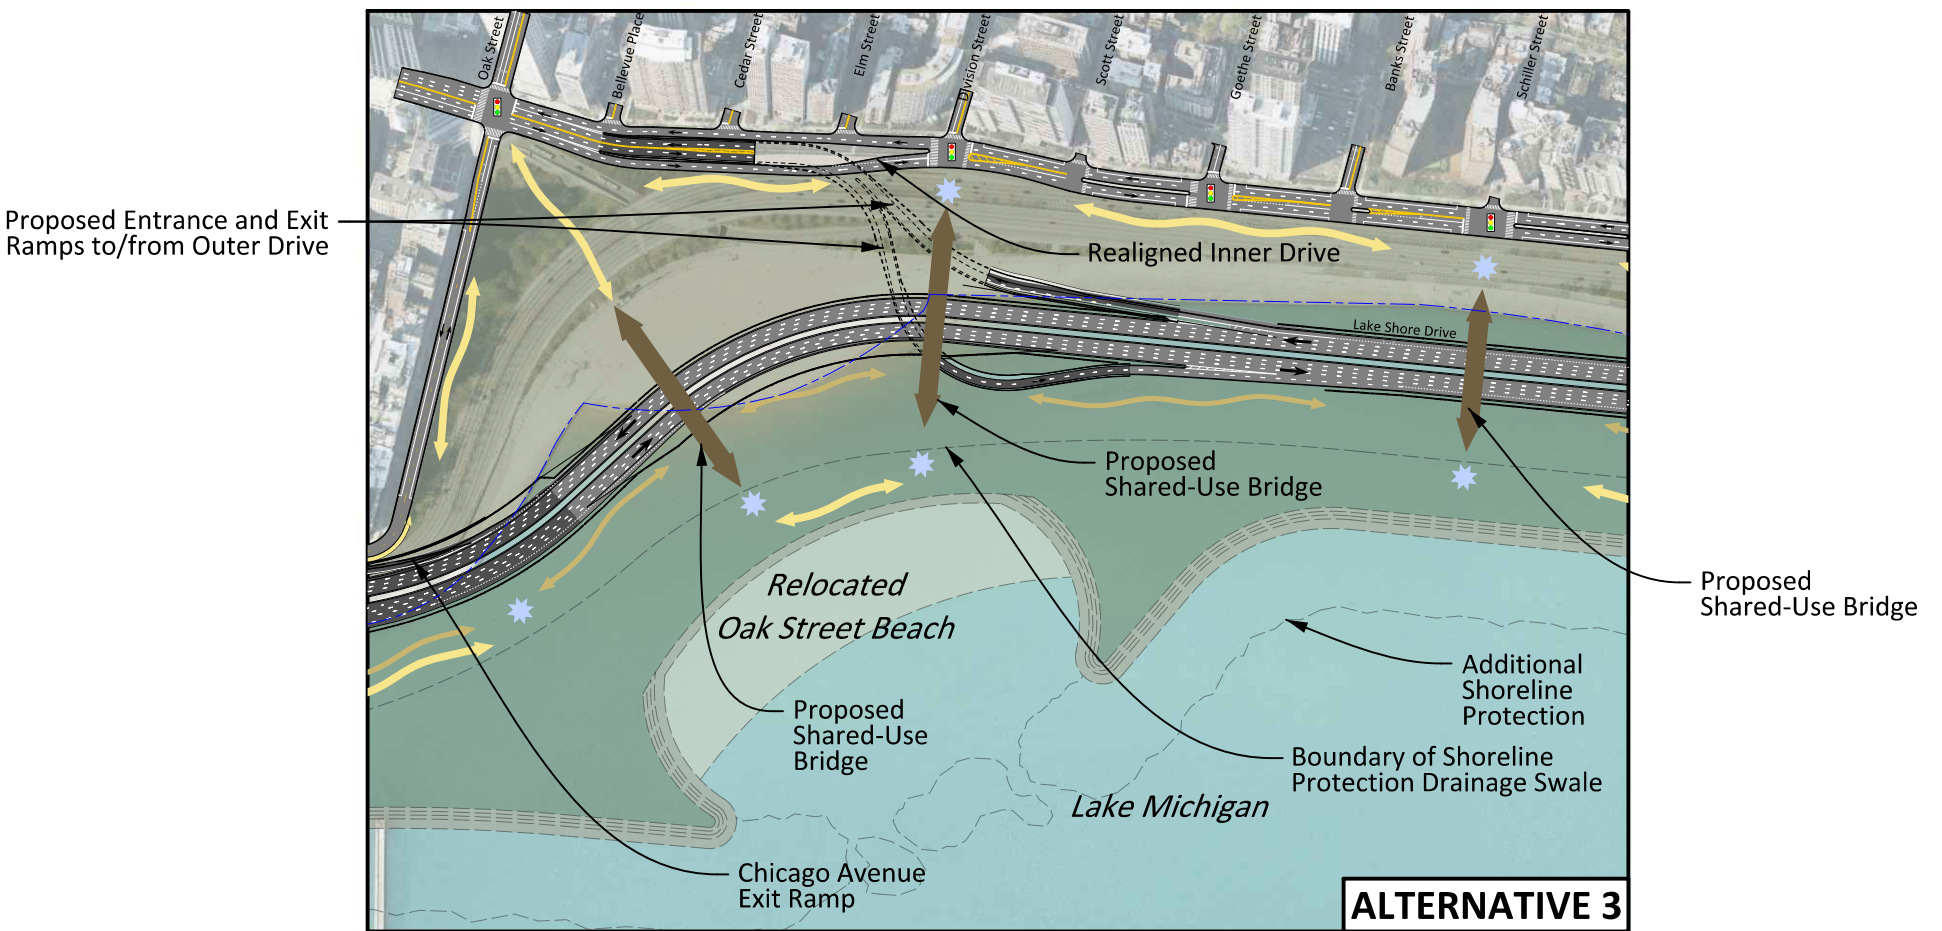 Oak Street
Bellevue Place
Cedar Street
Elm Street
Division Street
Scott Street
Goethe Street
Banks Street
Schiller Street
Proposed Entrance and Exit
Ramps to/from Outer Drive
Realigned Inner Drive
Lake Shore Drive
Proposed
Shared-Use Bridge
Proposed
Shared-Use Bridge
Relocated
Oak Street Beach
Additional
Shoreline
Protection
Proposed
Shared-Use
Bridge
Boundary of Shoreline
Protection Drainage Swale
Lake Michigan
Chicago Avenue
Exit Ramp
ALTERNATIVE 3